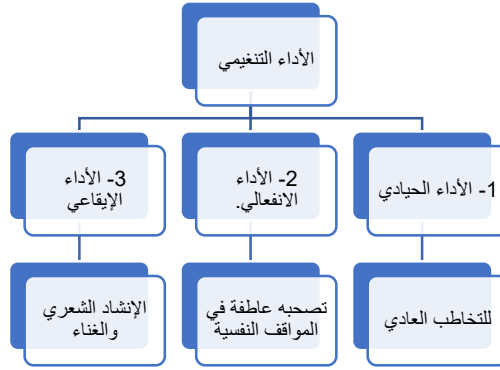 الأداء التنغيمي
1- الأداء الحيادي
2- الأداء
الانفعالي.
3- الأداء
الإيقاعي
للتخاطب العادي
تصحبه عاطفة في
المواقف النفسية
الإنشاد الشعري
والغناء